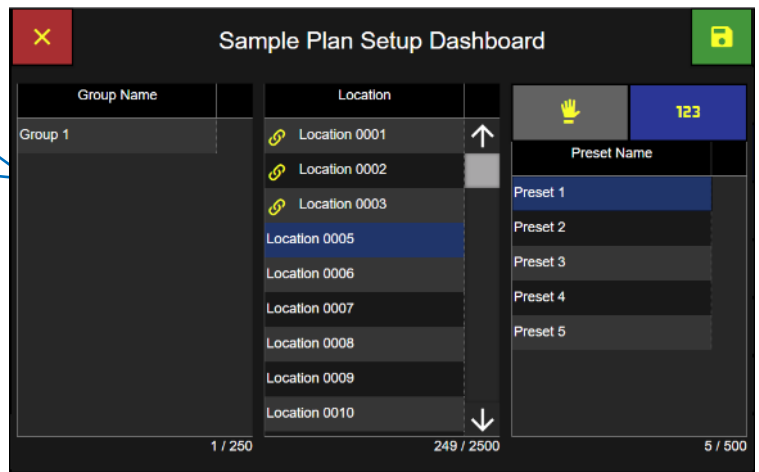 Sample Plan Setup Dashboard
Group Name
Group 1
1 / 250
Location
Location 0001
Location 0002
Location 0003
Location 0005
Location 0006
Location 0007
Location 0008
Location 0009
Location 0010
249 / 2500
123
Preset Name
Preset 1
Preset 2
Preset 3
Preset 4
Preset 5
5 / 500